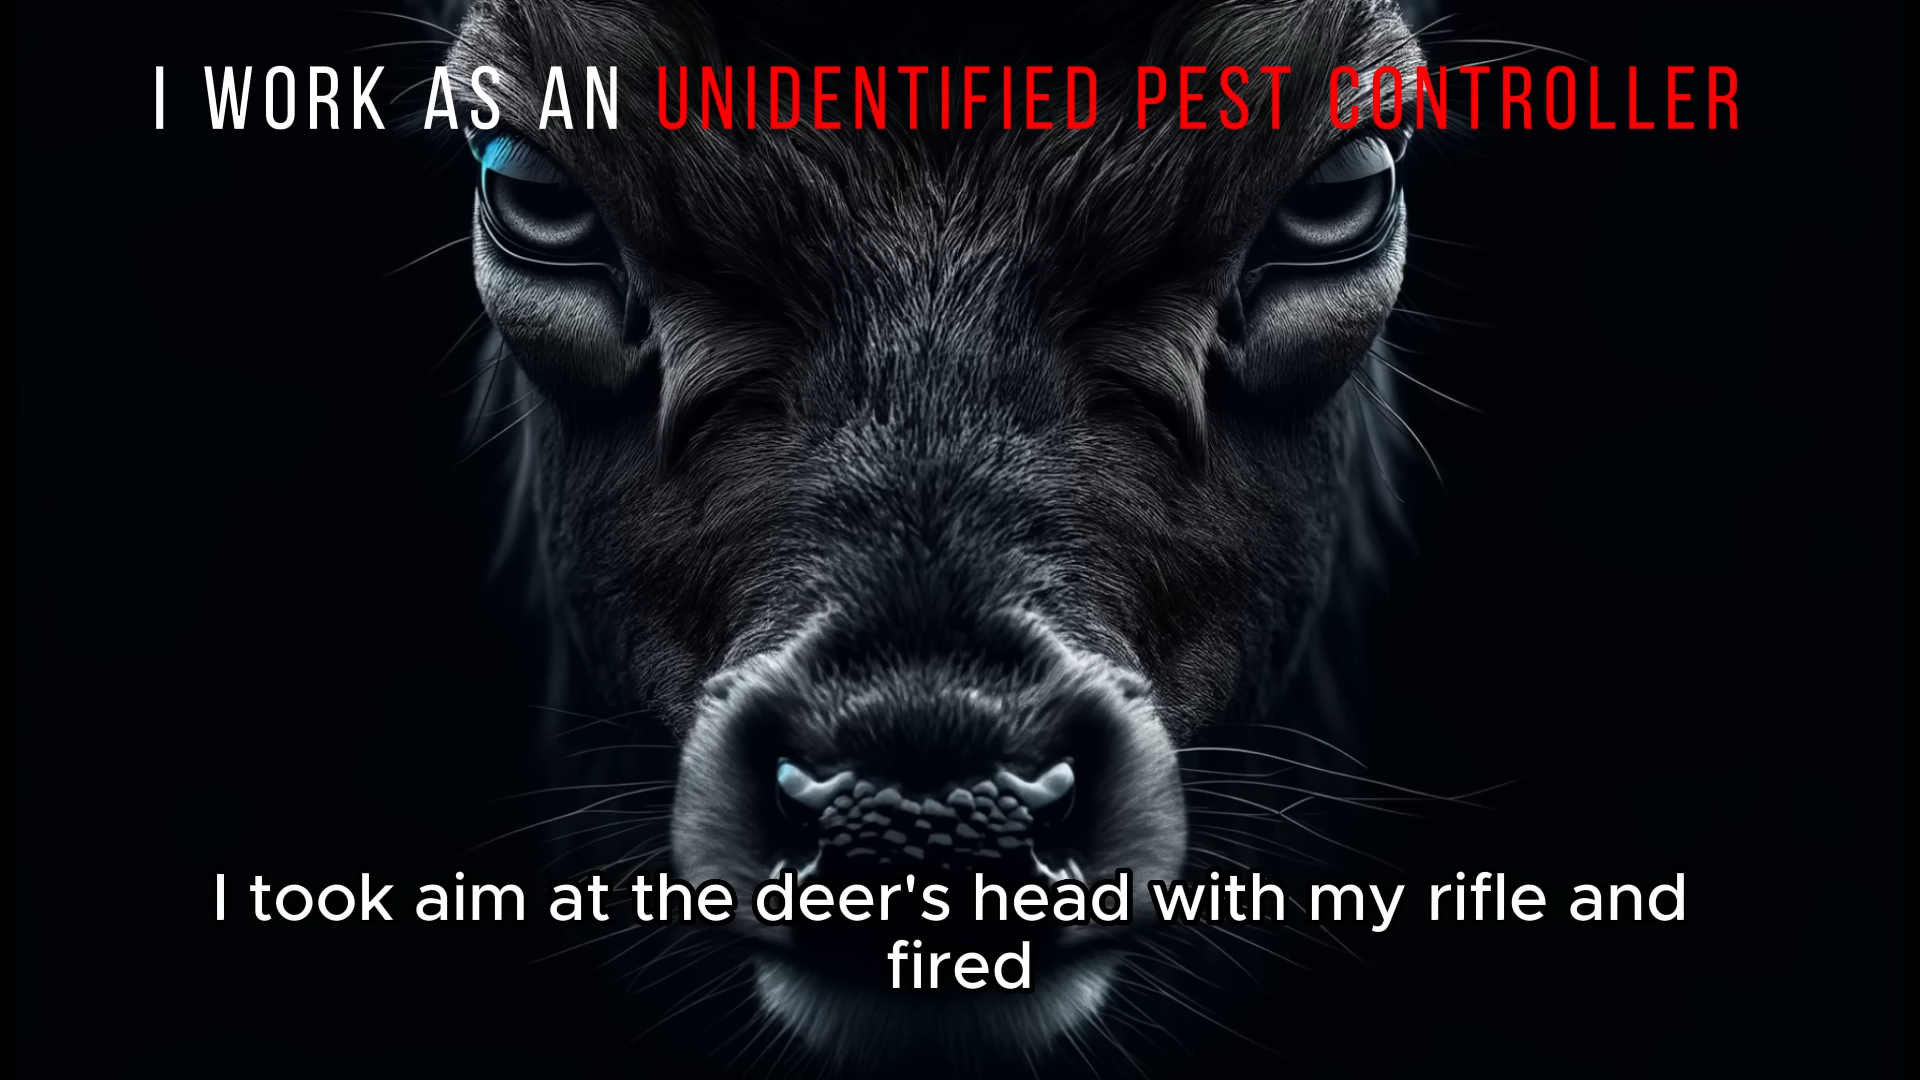 I WORK AS AN UNIDENTIFIED PEST CONTROLLER
I took aim at the deer's head with my rifle and
fired